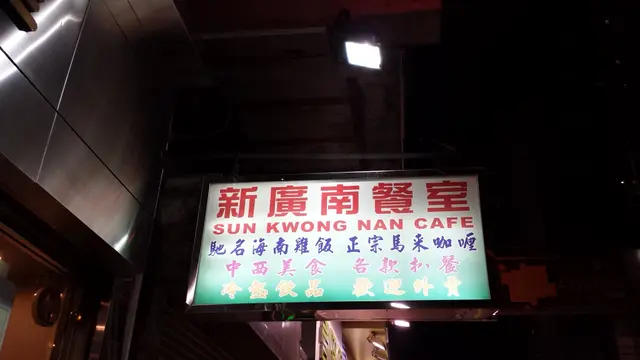 新廣南餐室
SUN KWONG NAN CAFE
馳名海南雞飯 正宗馬來咖喱
中西美食 各款扒餐
冷熱飲品 歡迎外賣